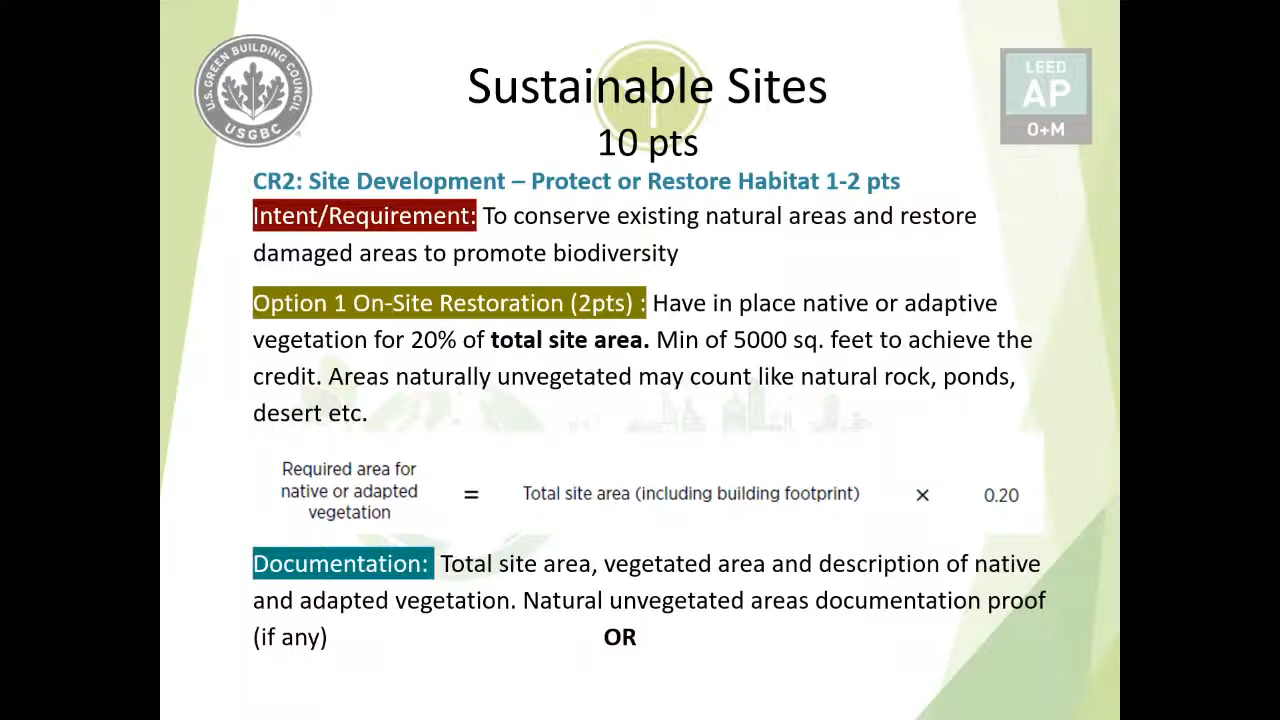 U.S. GREEN BUILDING COUNCIL
USGBC
Sustainable Sites
LEED
AP
O+M
10 pts
CR2: Site Development – Protect or Restore Habitat 1-2 pts
Intent/Requirement: To conserve existing natural areas and restore
damaged areas to promote biodiversity
Option 1 On-Site Restoration (2pts) : Have in place native or adaptive
vegetation for 20% of total site area. Min of 5000 sq. feet to achieve the
credit. Areas naturally unvegetated may count like natural rock, ponds,
desert etc.
Required area for
native or adapted
vegetation
= Total site area (including building footprint) × 0.20
Documentation: Total site area, vegetated area and description of native
and adapted vegetation. Natural unvegetated areas documentation proof
(if any) OR